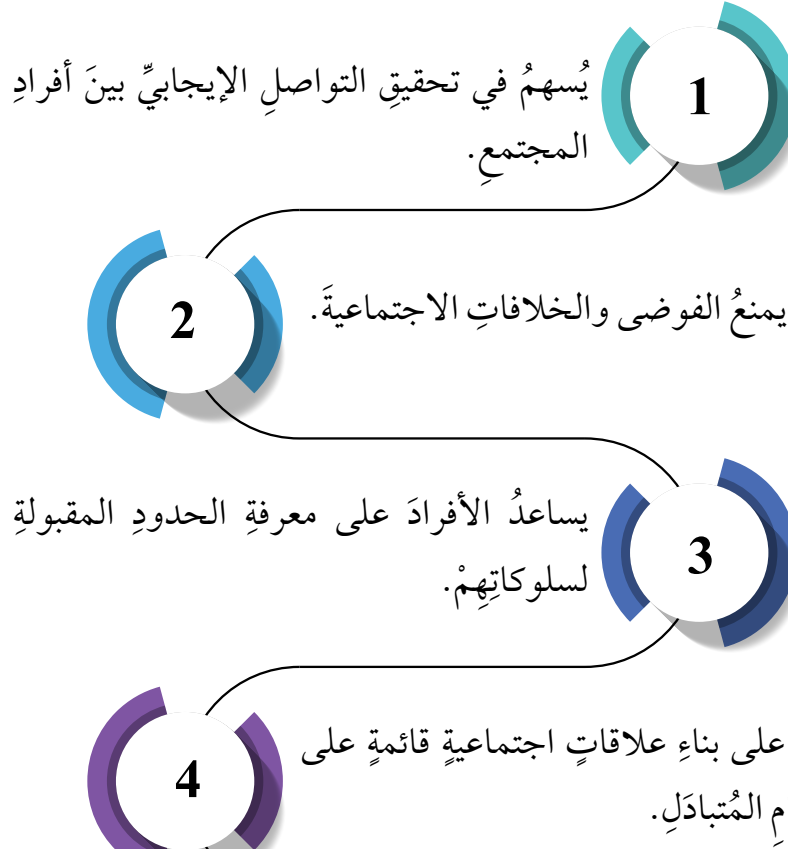 1
يُسهمُ في تحقيقِ التواصلِ الإيجابيِّ بينَ أفرادِ
المجتمعِ.
2
يمنعُ الفوضى والخلافاتِ الاجتماعيةَ.
3
يساعدُ الأفرادَ على معرفةِ الحدودِ المقبولةِ
لسلوكاتِهِمْ.
4
على بناءِ علاقاتٍ اجتماعيةٍ قائمةٍ على
مِ المُتبادَلِ.